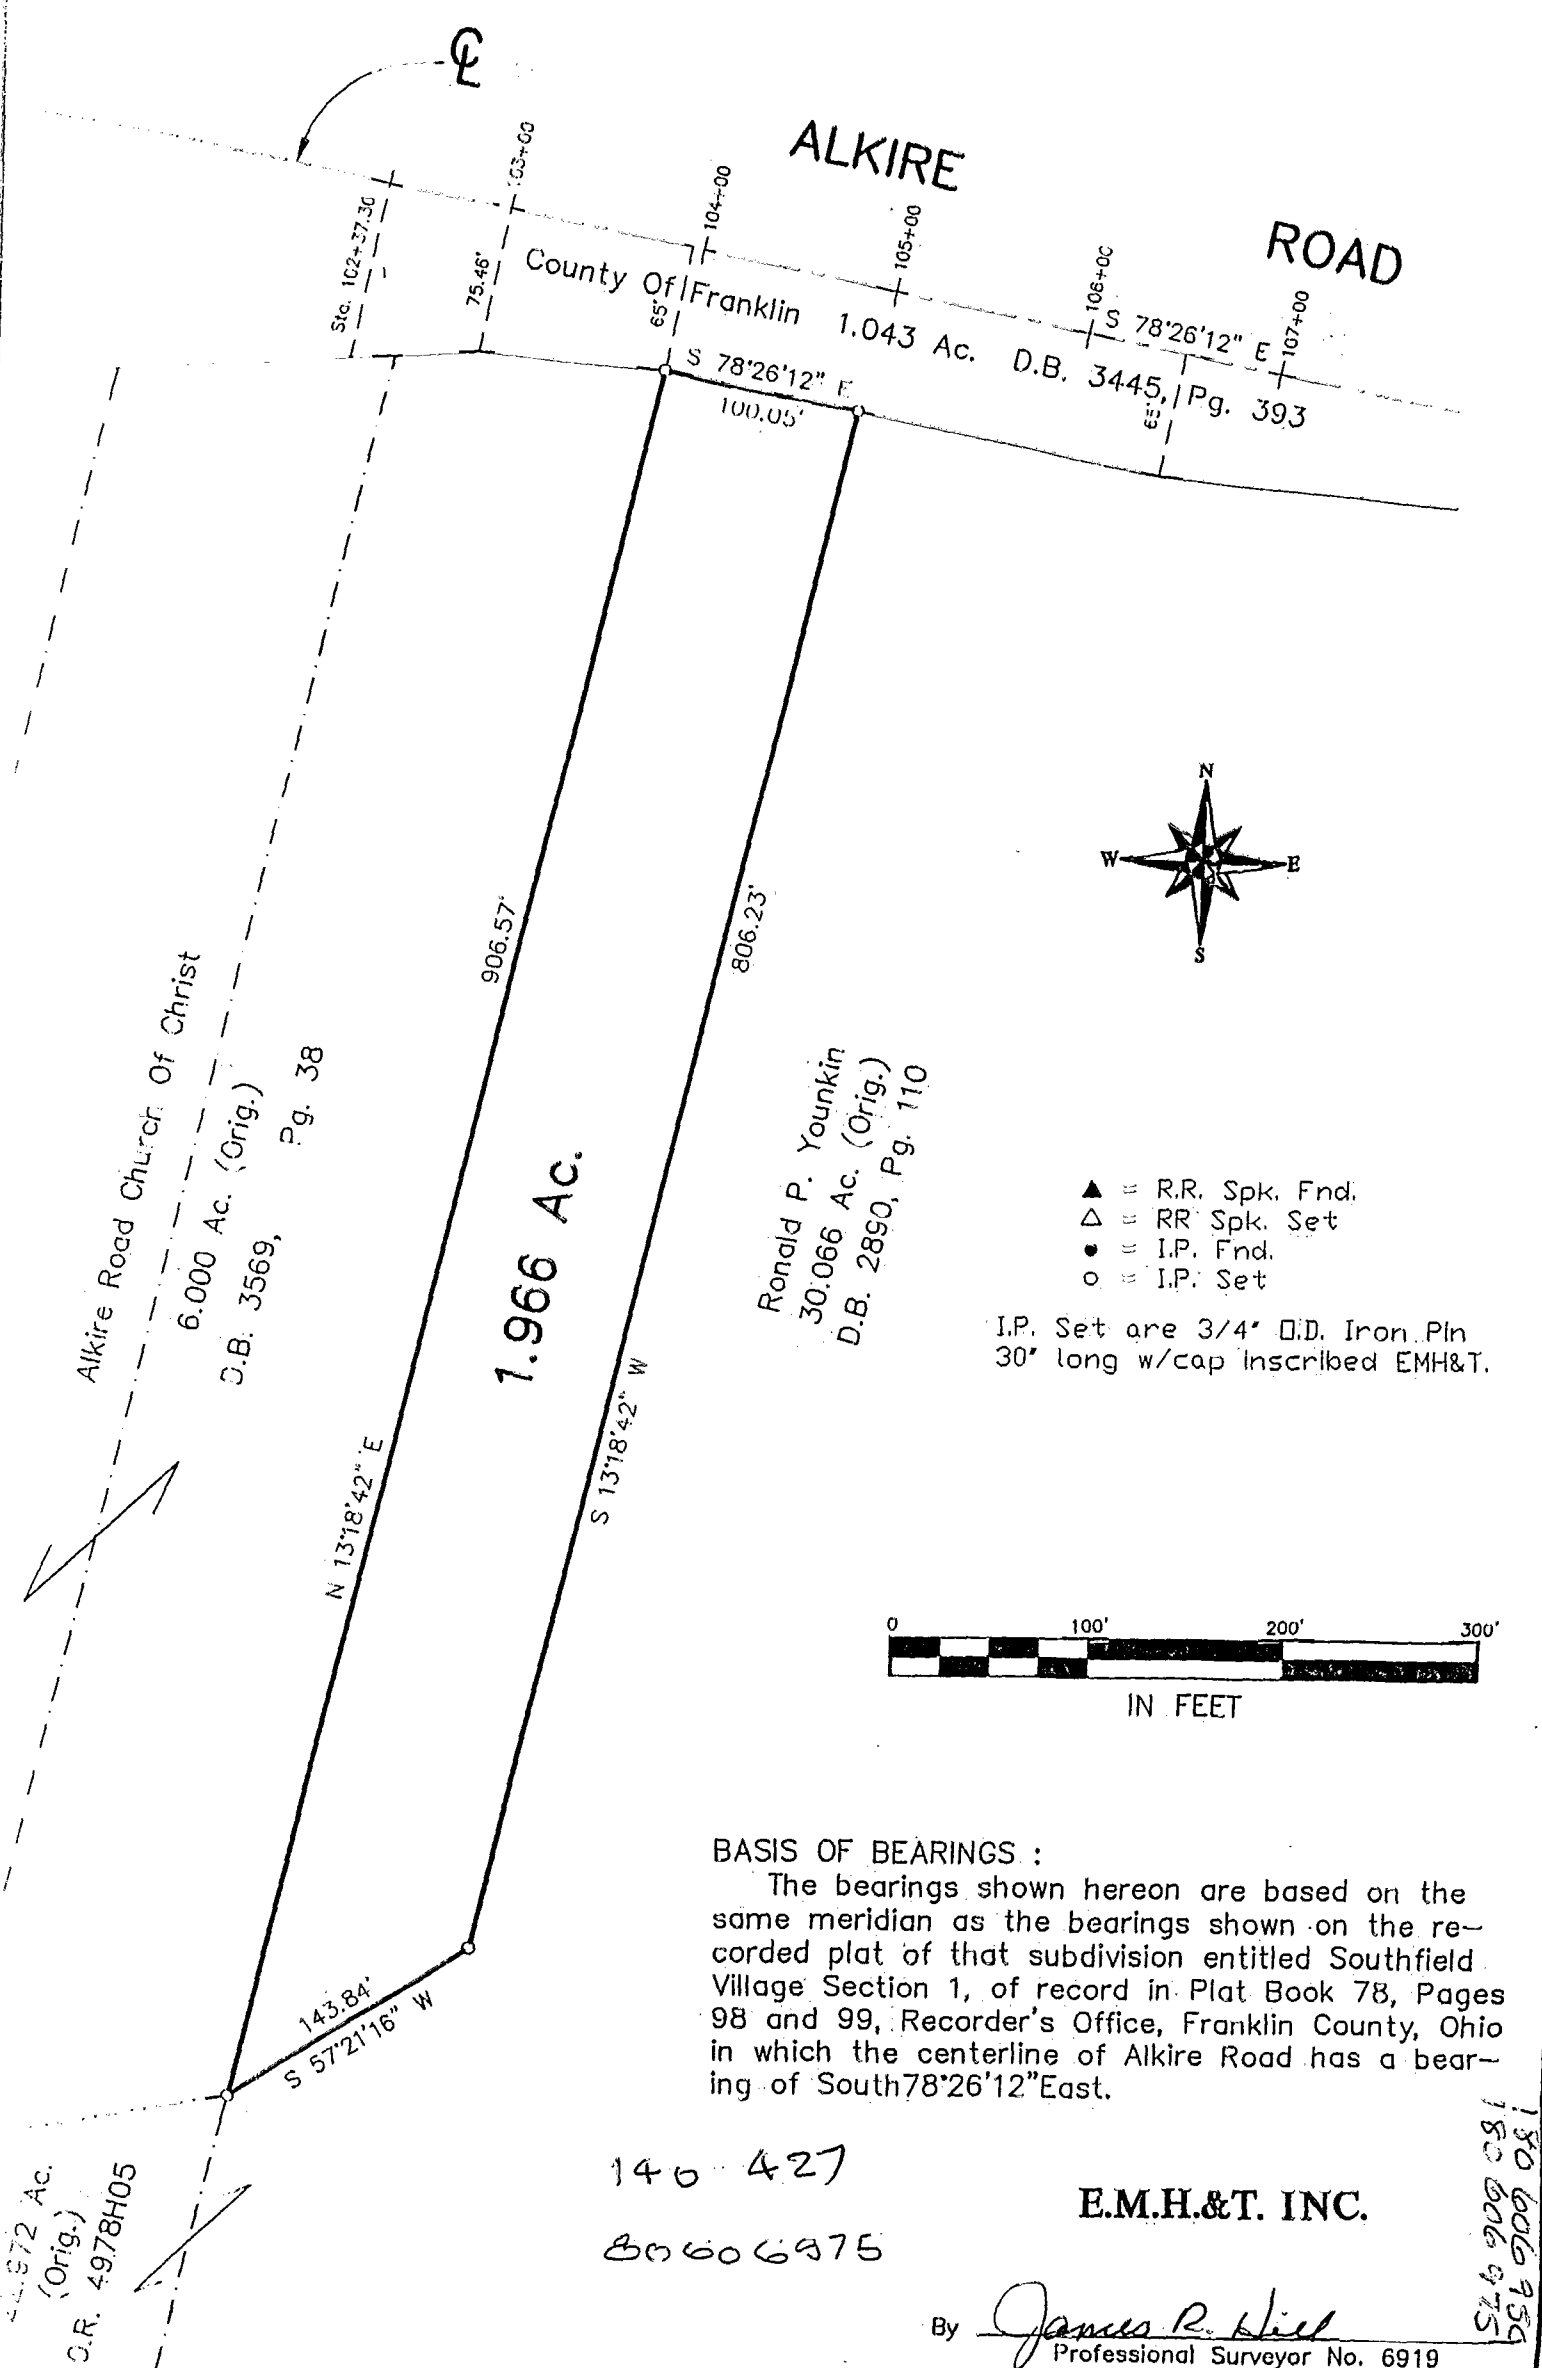 ℄
ALKIRE
ROAD
Sta. 102+37.30
103+00
104+00
105+00
106+00
107+00
75.46'
65'
65'
S 78°26'12" E
County Of Franklin 1.043 Ac. D.B. 3445, Pg. 393
S 78°26'12" E
100.05'
906.57'
806.23'
N
W
E
S
Alkire Road Church Of Christ
6.000 Ac. (Orig.)
D.B. 3569, Pg. 38
1.966 Ac.
Ronald P. Younkin
30.066 Ac. (Orig.)
D.B. 2890, Pg. 110
▲ = R.R. Spk. Fnd.
△ = RR Spk. Set
● = I.P. Fnd.
○ = I.P. Set
I.P. Set are 3/4" O.D. Iron Pin
30" long w/cap inscribed EMH&T.
N 13°18'42" E
S 13°18'42" W
0 100' 200' 300'
IN FEET
143.84'
S 57°21'16" W
BASIS OF BEARINGS :
The bearings shown hereon are based on the
same meridian as the bearings shown on the re-
corded plat of that subdivision entitled Southfield
Village Section 1, of record in Plat Book 78, Pages
98 and 99, Recorder's Office, Franklin County, Ohio
in which the centerline of Alkire Road has a bear-
ing of South78°26'12"East.
Ac.
(Orig.)
O.R. 4978H05
140 427
E.M.H.&T. INC.
180 606 975
By James R. Hill
Professional Surveyor No. 6919